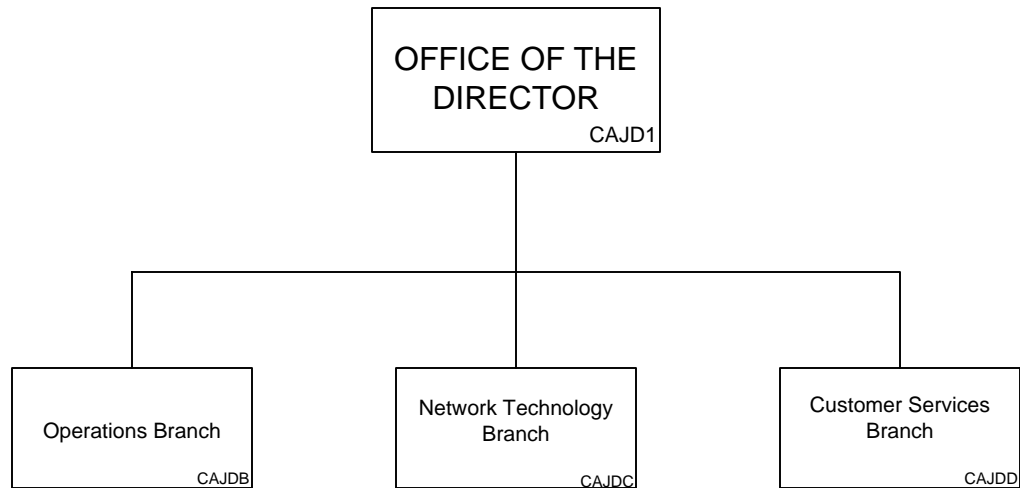 OFFICE OF THE
DIRECTOR
CAJD1
Operations Branch
CAJDB
Network Technology
Branch
CAJDC
Customer Services
Branch
CAJDD